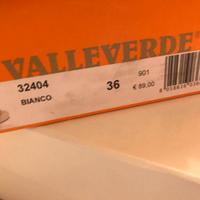 VALLEVERDE
32404 36 901
BIANCO € 89,00